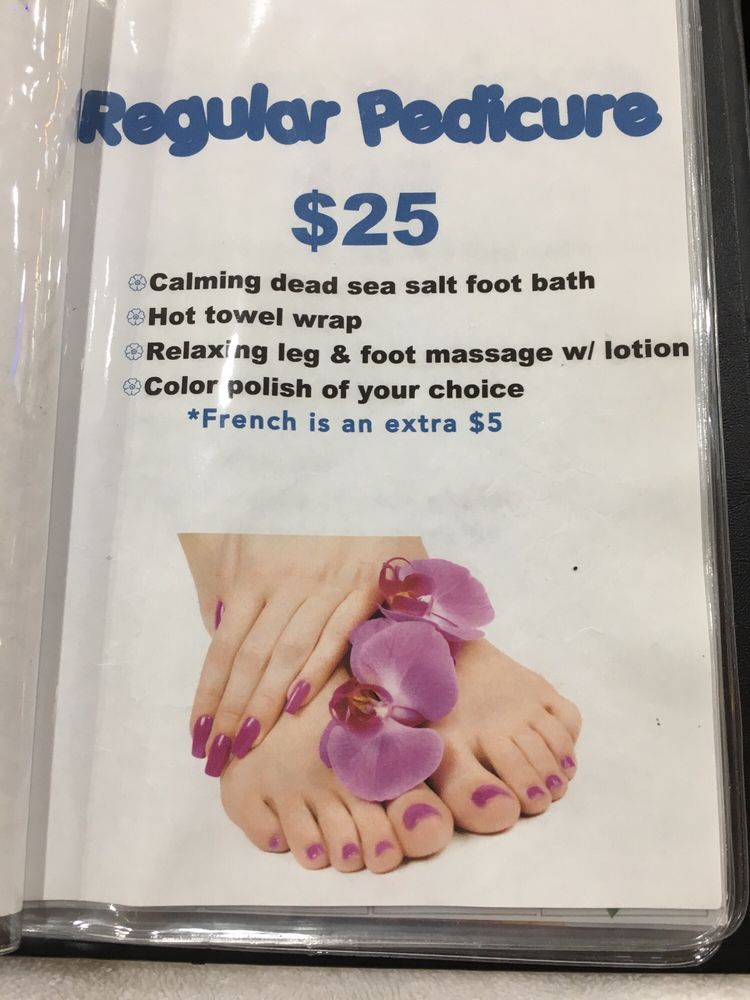 Regular Pedicure
$25
Calming dead sea salt foot bath
Hot towel wrap
Relaxing leg & foot massage w/ lotion
Color polish of your choice
*French is an extra $5